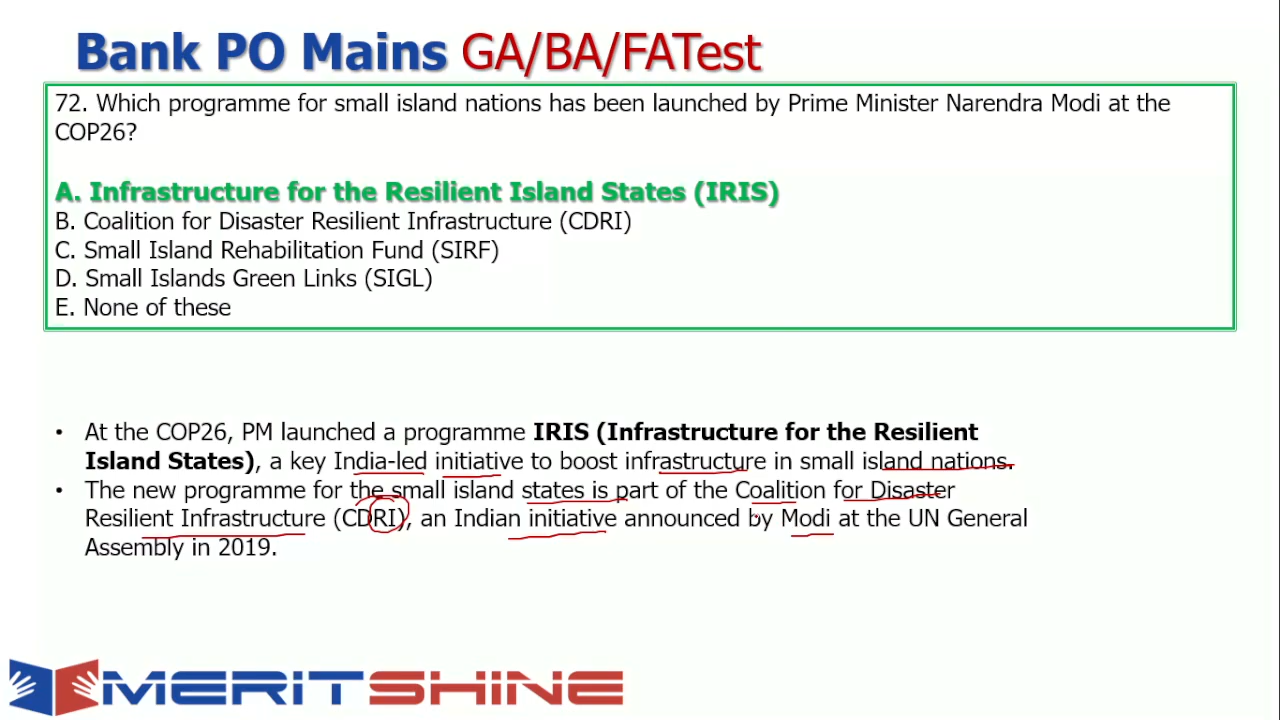 Bank PO Mains GA/BA/FATest
72. Which programme for small island nations has been launched by Prime Minister Narendra Modi at the
COP26?
A. Infrastructure for the Resilient Island States (IRIS)
B. Coalition for Disaster Resilient Infrastructure (CDRI)
C. Small Island Rehabilitation Fund (SIRF)
D. Small Islands Green Links (SIGL)
E. None of these
• At the COP26, PM launched a programme IRIS (Infrastructure for the Resilient
Island States), a key India-led initiative to boost infrastructure in small island nations.
• The new programme for the small island states is part of the Coalition for Disaster
Resilient Infrastructure (CDRI), an Indian initiative announced by Modi at the UN General
Assembly in 2019.
MERITSHINE